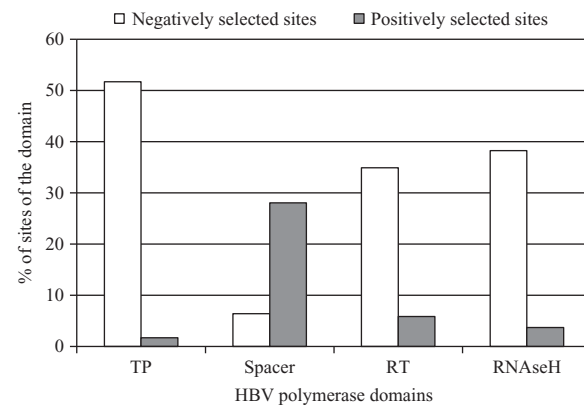 Negatively selected sites Positively selected sites
60
50
40
30
20
10
0
% of sites of the domain
TP Spacer RT RNAseH
HBV polymerase domains